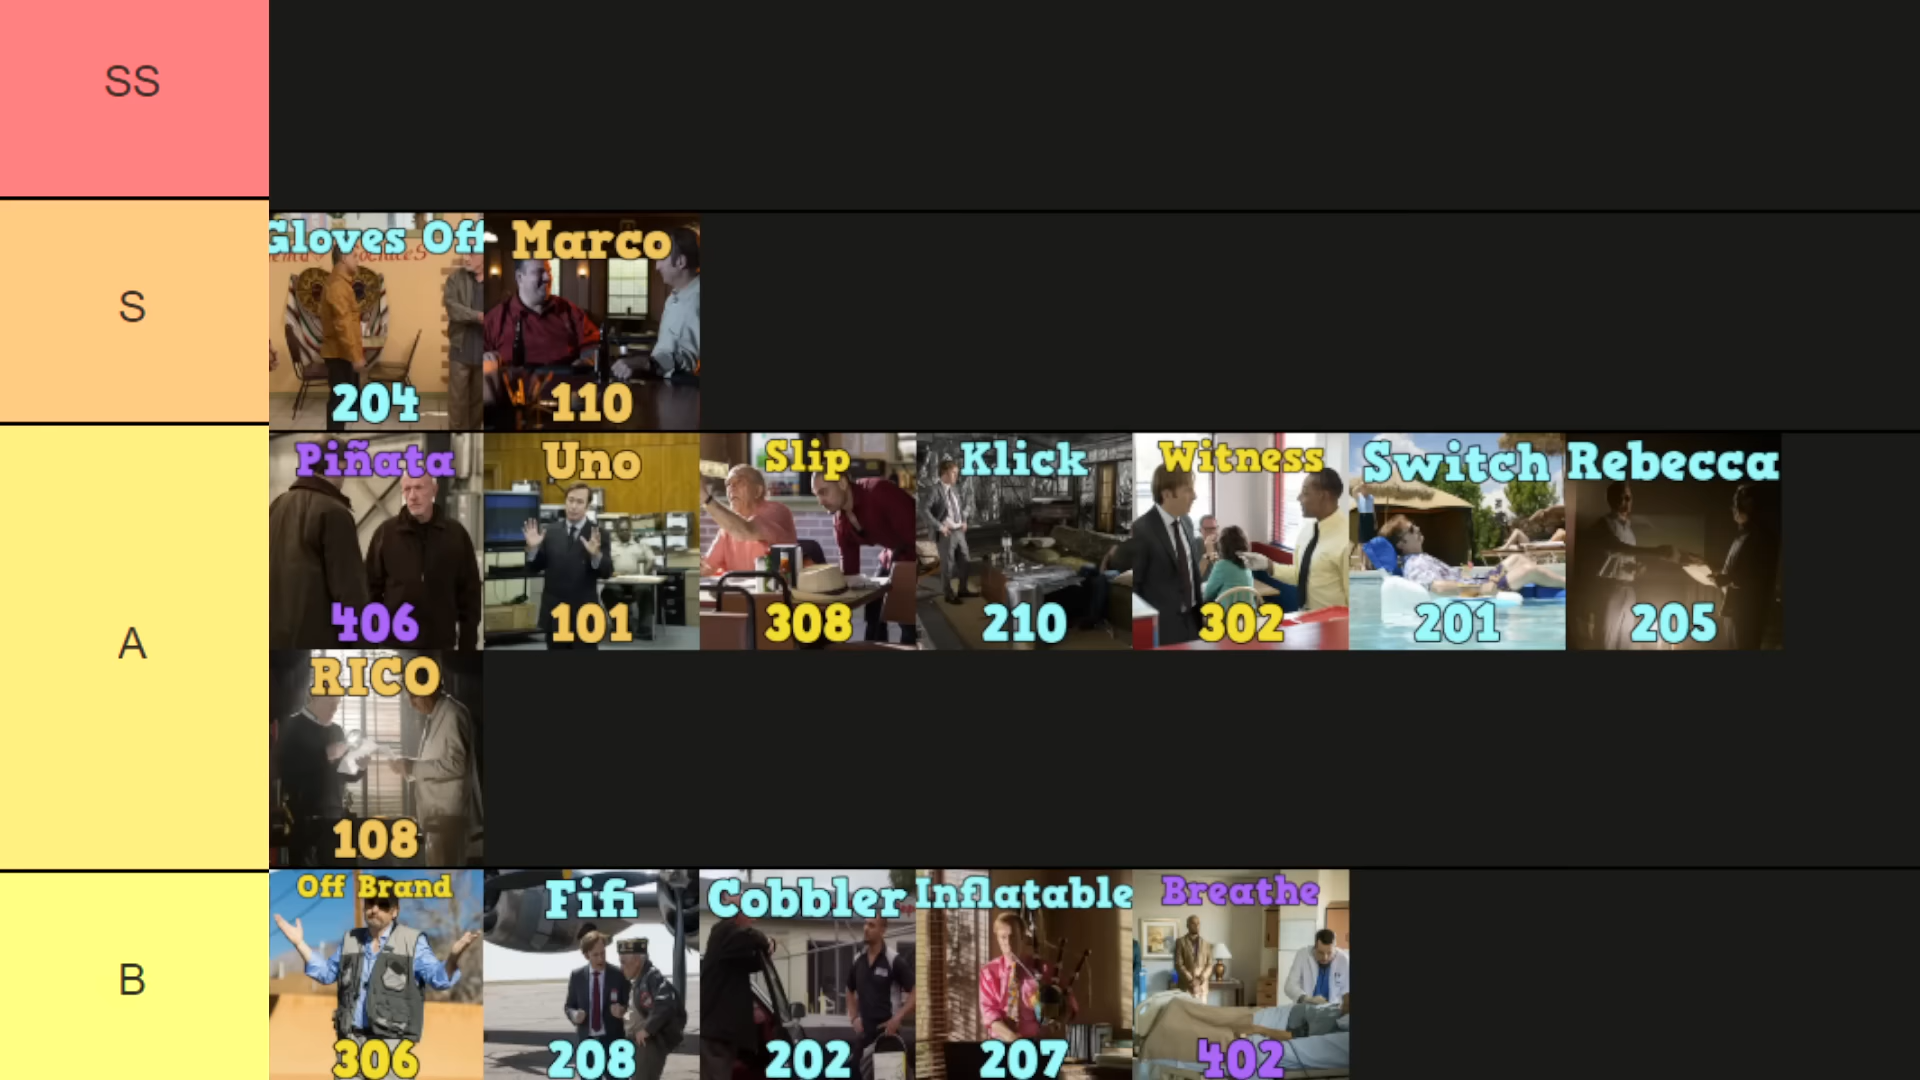 SS
S
Gloves Off
204
Marco
110
A
Piñata
406
Uno
101
Slip
308
Klick
210
Witness
302
Switch
201
Rebecca
205
RICO
108
B
Off Brand
306
Fifi
208
Cobbler
202
Inflatable
207
Breathe
402